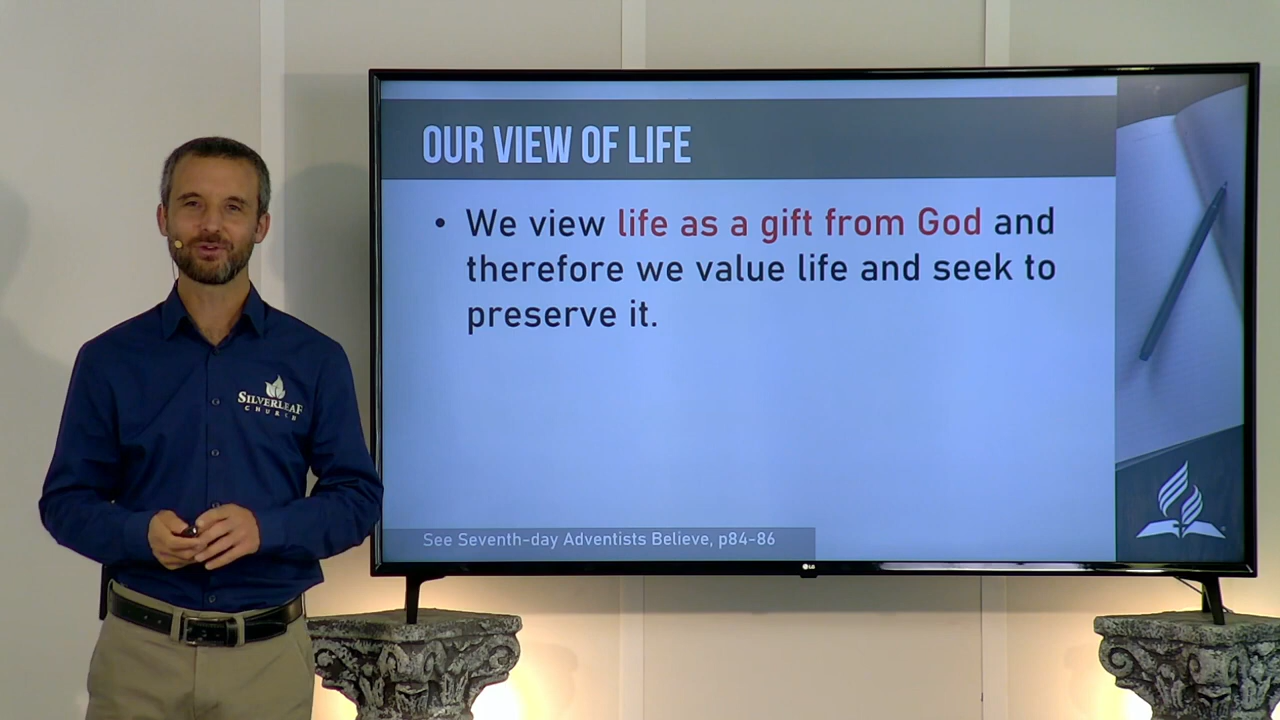 OUR VIEW OF LIFE
• We view life as a gift from God and
therefore we value life and seek to
preserve it.
See Seventh-day Adventists Believe, p84-86
SILVERLEAF
CHURCH
LG